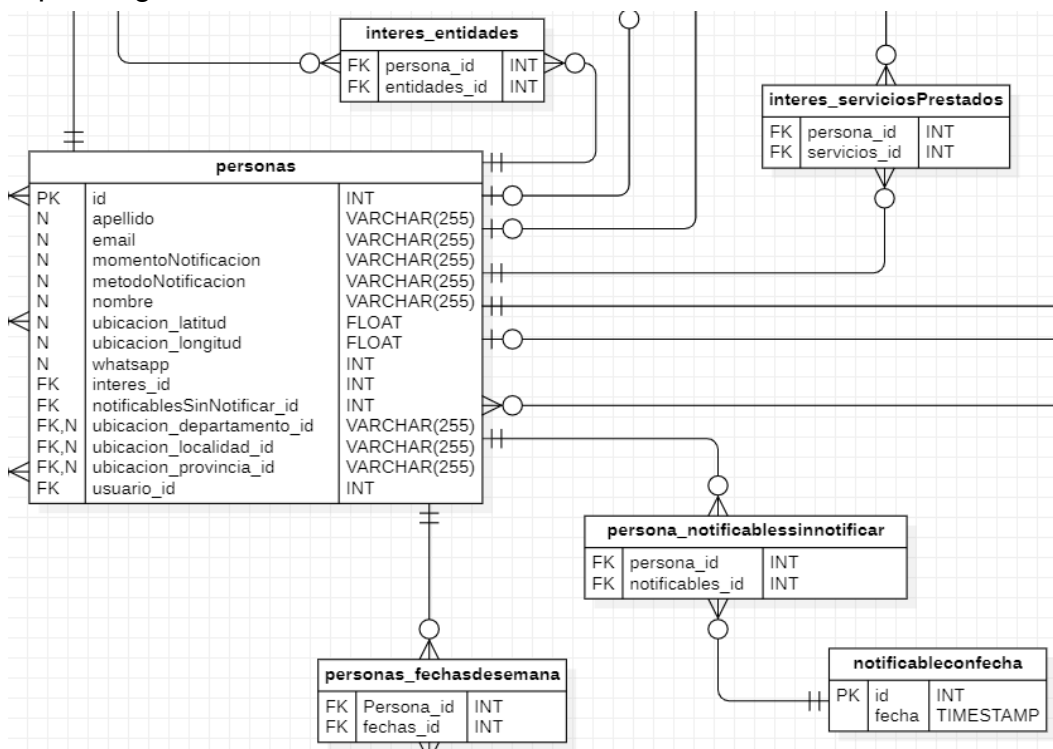 interes_entidades
FK persona_id INT
FK entidades_id INT
interes_serviciosPrestados
FK persona_id INT
FK servicios_id INT
personas
PK id INT
N apellido VARCHAR(255)
N email VARCHAR(255)
N momentoNotificacion VARCHAR(255)
N metodoNotificacion VARCHAR(255)
N nombre VARCHAR(255)
N ubicacion_latitud FLOAT
N ubicacion_longitud FLOAT
N whatsapp INT
FK interes_id INT
FK notificablesSinNotificar_id INT
FK,N ubicacion_departamento_id VARCHAR(255)
FK,N ubicacion_localidad_id VARCHAR(255)
FK,N ubicacion_provincia_id VARCHAR(255)
FK usuario_id INT
persona_notificablessinnotificar
FK persona_id INT
FK notificables_id INT
notificableconfecha
PK id INT
fecha TIMESTAMP
personas_fechasdesemana
FK Persona_id INT
FK fechas_id INT